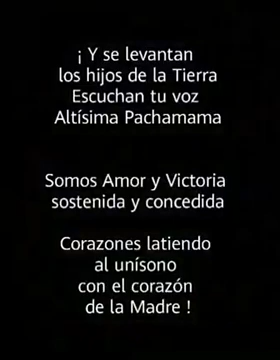 ¡ Y se levantan
los hijos de la Tierra
Escuchan tu voz
Altísima Pachamama
Somos Amor y Victoria
sostenida y concedida
Corazones latiendo
al unísono
con el corazón
de la Madre !